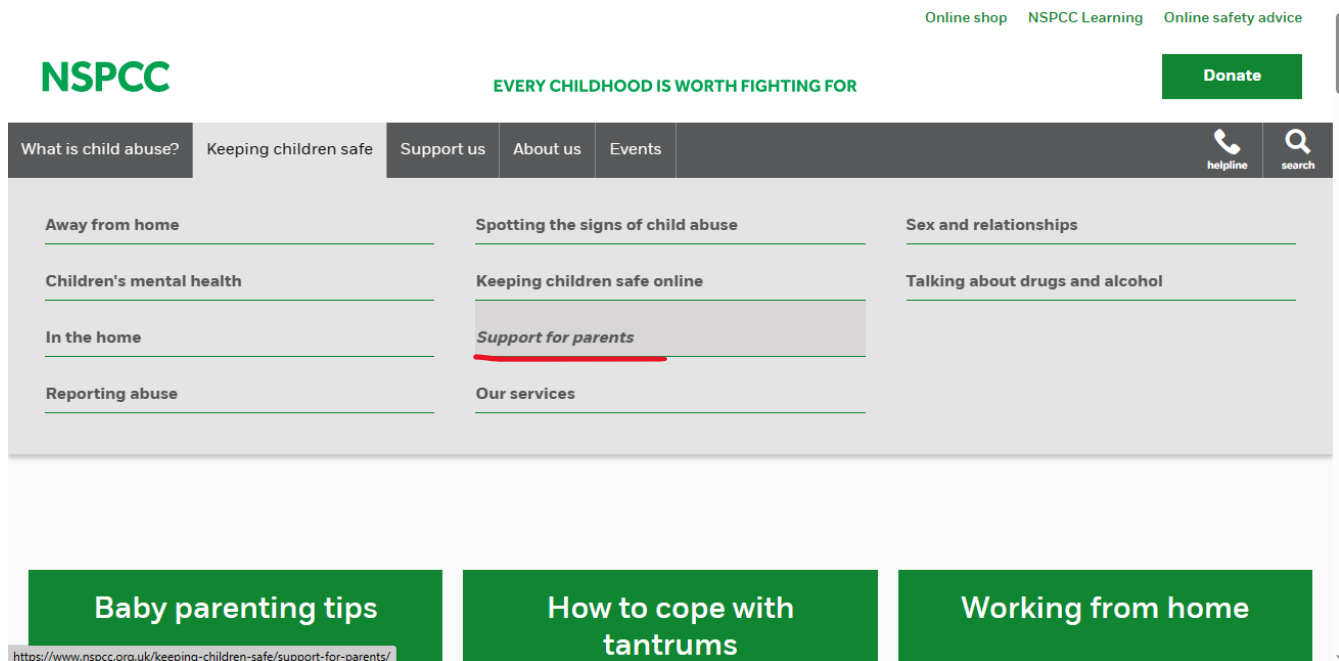 Online shop NSPCC Learning Online safety advice
NSPCC
EVERY CHILDHOOD IS WORTH FIGHTING FOR
Donate
What is child abuse? Keeping children safe Support us About us Events
helpline search
Away from home
Spotting the signs of child abuse
Sex and relationships
Children's mental health
Keeping children safe online
Talking about drugs and alcohol
In the home
Support for parents
Reporting abuse
Our services
Baby parenting tips
How to cope with
tantrums
Working from home
https://www.nspcc.org.uk/keeping-children-safe/support-for-parents/